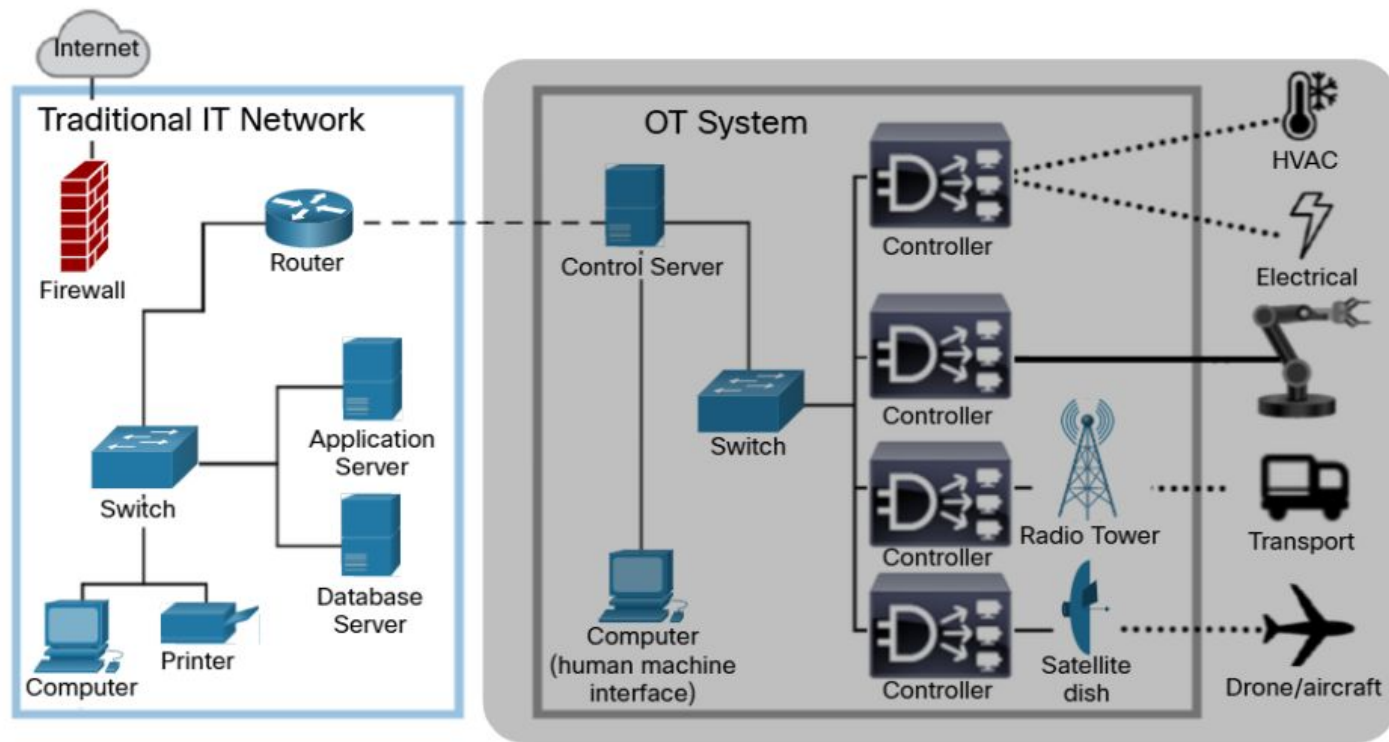 Internet
Traditional IT Network
Firewall
Router
Switch
Application
Server
Database
Server
Computer
Printer
OT System
Control Server
Switch
Computer
(human machine
interface)
Controller
Controller
Controller
Controller
Radio Tower
Satellite
dish
HVAC
Electrical
Transport
Drone/aircraft